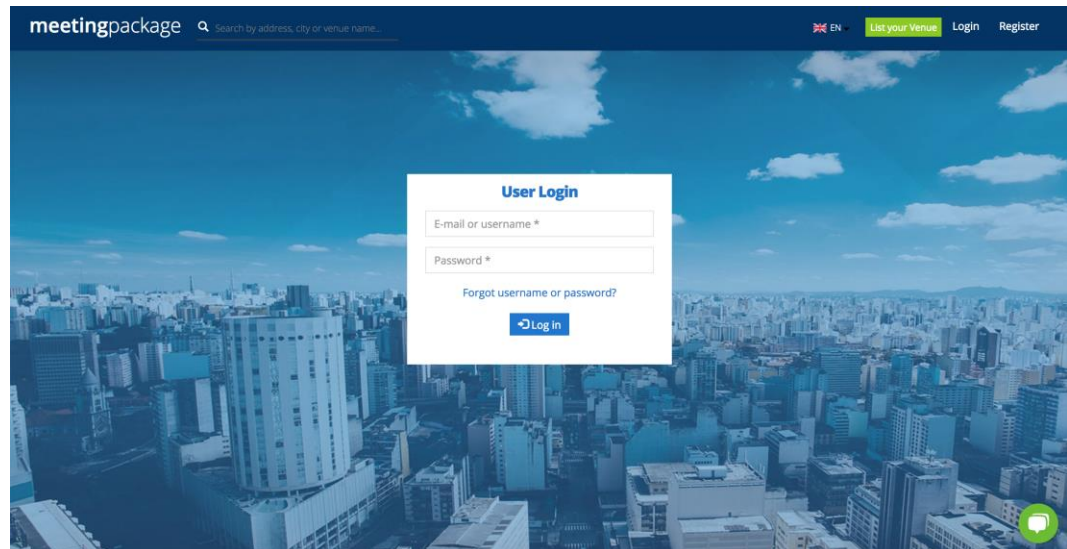 meetingpackage
Search by address, city or venue name...
EN
List your Venue
Login
Register
User Login
E-mail or username *
Password *
Forgot username or password?
Log in